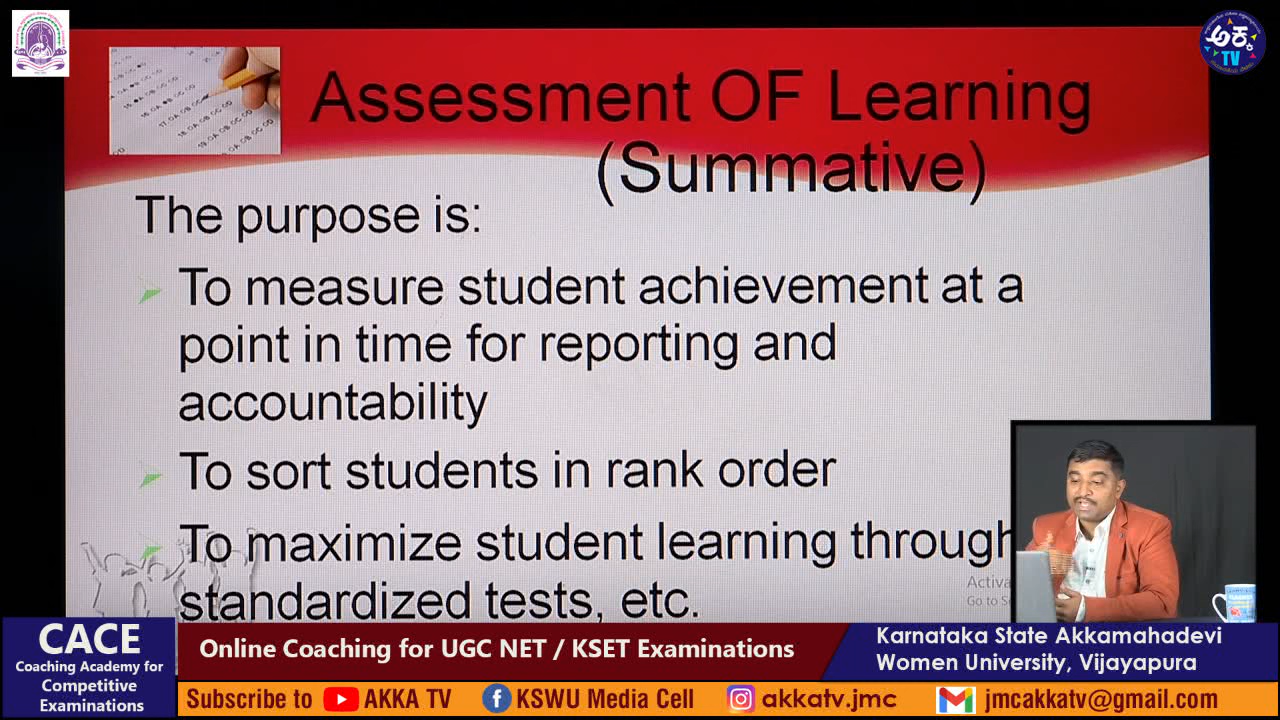 Assessment OF Learning
(Summative)
The purpose is:
To measure student achievement at a
point in time for reporting and
accountability
To sort students in rank order
To maximize student learning through
standardized tests, etc.
ಅಕ್ಕ
TV
CACE
Coaching Academy for
Competitive
Examinations
Online Coaching for UGC NET / KSET Examinations
Karnataka State Akkamahadevi
Women University, Vijayapura
Subscribe to AKKA TV KSWU Media Cell akkatv.jmc jmcakkatv@gmail.com